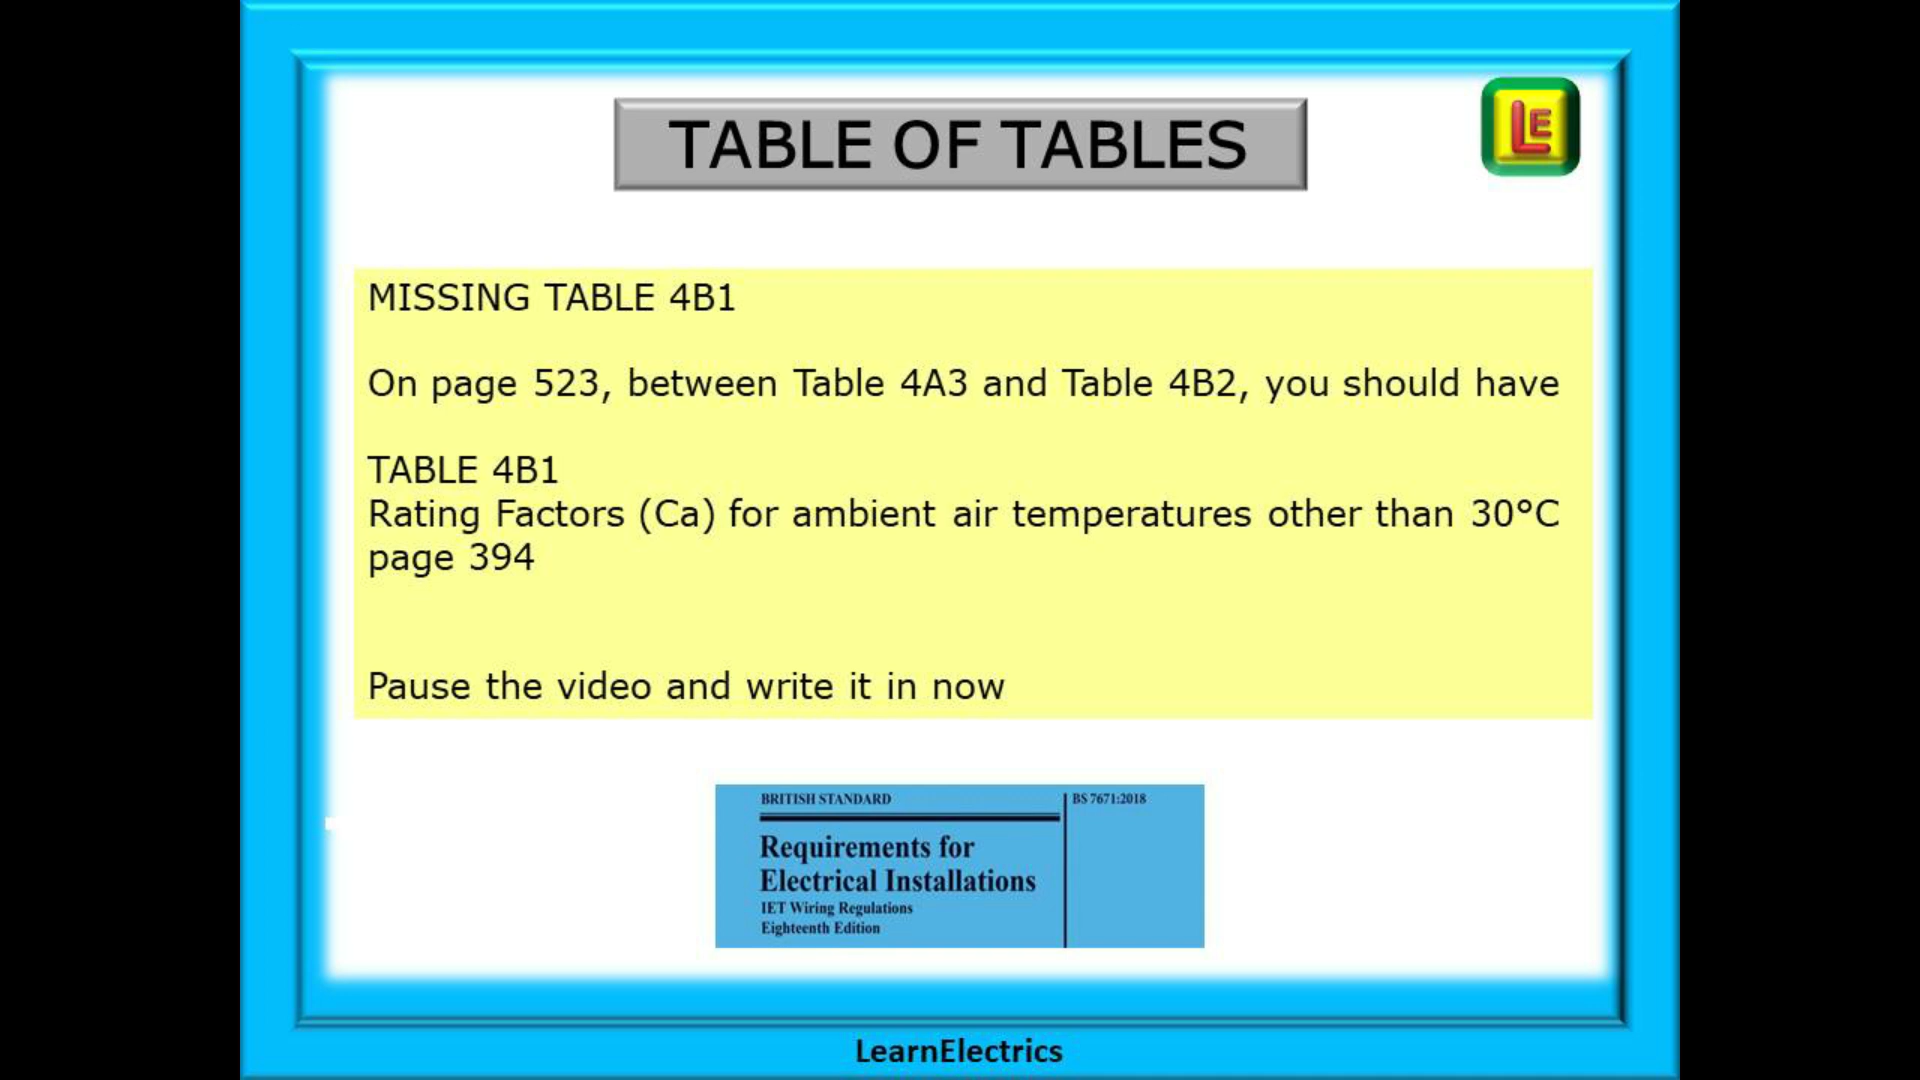 TABLE OF TABLES
LE
MISSING TABLE 4B1
On page 523, between Table 4A3 and Table 4B2, you should have
TABLE 4B1
Rating Factors (Ca) for ambient air temperatures other than 30°C
page 394
Pause the video and write it in now
BRITISH STANDARD
BS 7671:2018
Requirements for
Electrical Installations
IET Wiring Regulations
Eighteenth Edition
LearnElectrics